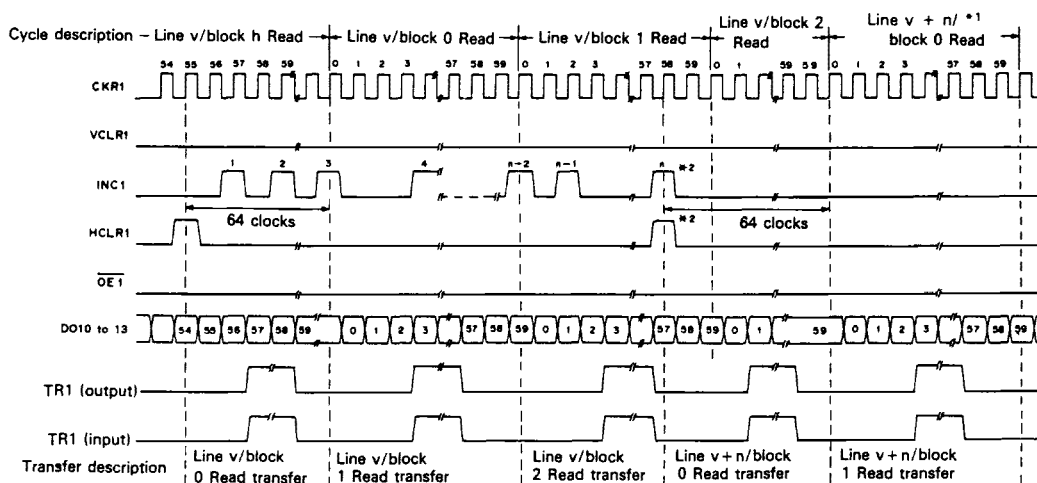 Cycle description – Line v/block h Read
Line v/block 0 Read
Line v/block 1 Read
Line v/block 2
Read
Line v + n/ *1
block 0 Read
54 55 56 57 58 59 0 1 2 3 57 58 59 0 1 2 3 57 58 59 0 1 59 59 0 1 2 3 57 58 59
CKR1
VCLR1
1 2 3 4 n-2 n-1 n *2
INC1
64 clocks
64 clocks
HCLR1
*2
OE1
DO10 to 13
54 55 56 57 58 59 0 1 2 3 57 58 59 0 1 2 3 57 58 59 0 1 59 0 1 2 3 57 58 59
TR1 (output)
TR1 (input)
Transfer description
Line v/block
0 Read transfer
Line v/block
1 Read transfer
Line v/block
2 Read transfer
Line v+n/block
0 Read transfer
Line v+n/block
1 Read transfer